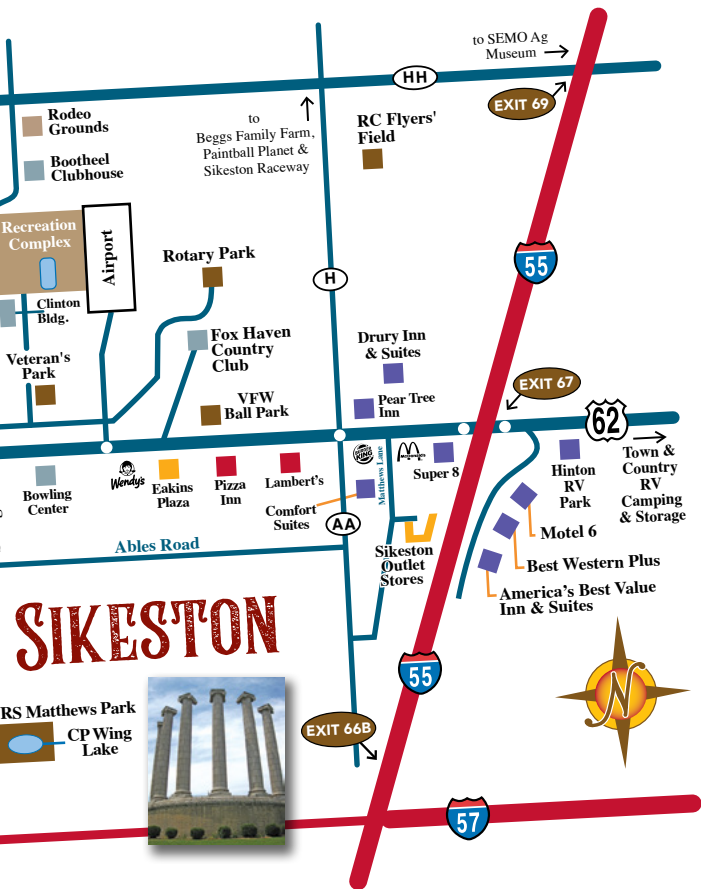 to SEMO Ag
Museum
HH
EXIT 69
Rodeo
Grounds
to
Beggs Family Farm,
Paintball Planet &
Sikeston Raceway
RC Flyers'
Field
Bootheel
Clubhouse
Recreation
Complex
Airport
Rotary Park
55
H
Clinton
Bldg.
Fox Haven
Country
Club
Drury Inn
& Suites
Veteran's
Park
EXIT 67
VFW
Ball Park
Pear Tree
Inn
62
BURGER
KING
McDONALD'S
Matthews Lane
Super 8
Hinton
RV
Park
Town &
Country
RV
Camping
& Storage
Bowling
Center
Wendy's
Eakins
Plaza
Pizza
Inn
Lambert's
Comfort
Suites
AA
Motel 6
Sikeston
Outlet
Stores
Ables Road
Best Western Plus
America's Best Value
Inn & Suites
SIKESTON
55
N
RS Matthews Park
CP Wing
Lake
EXIT 66B
57